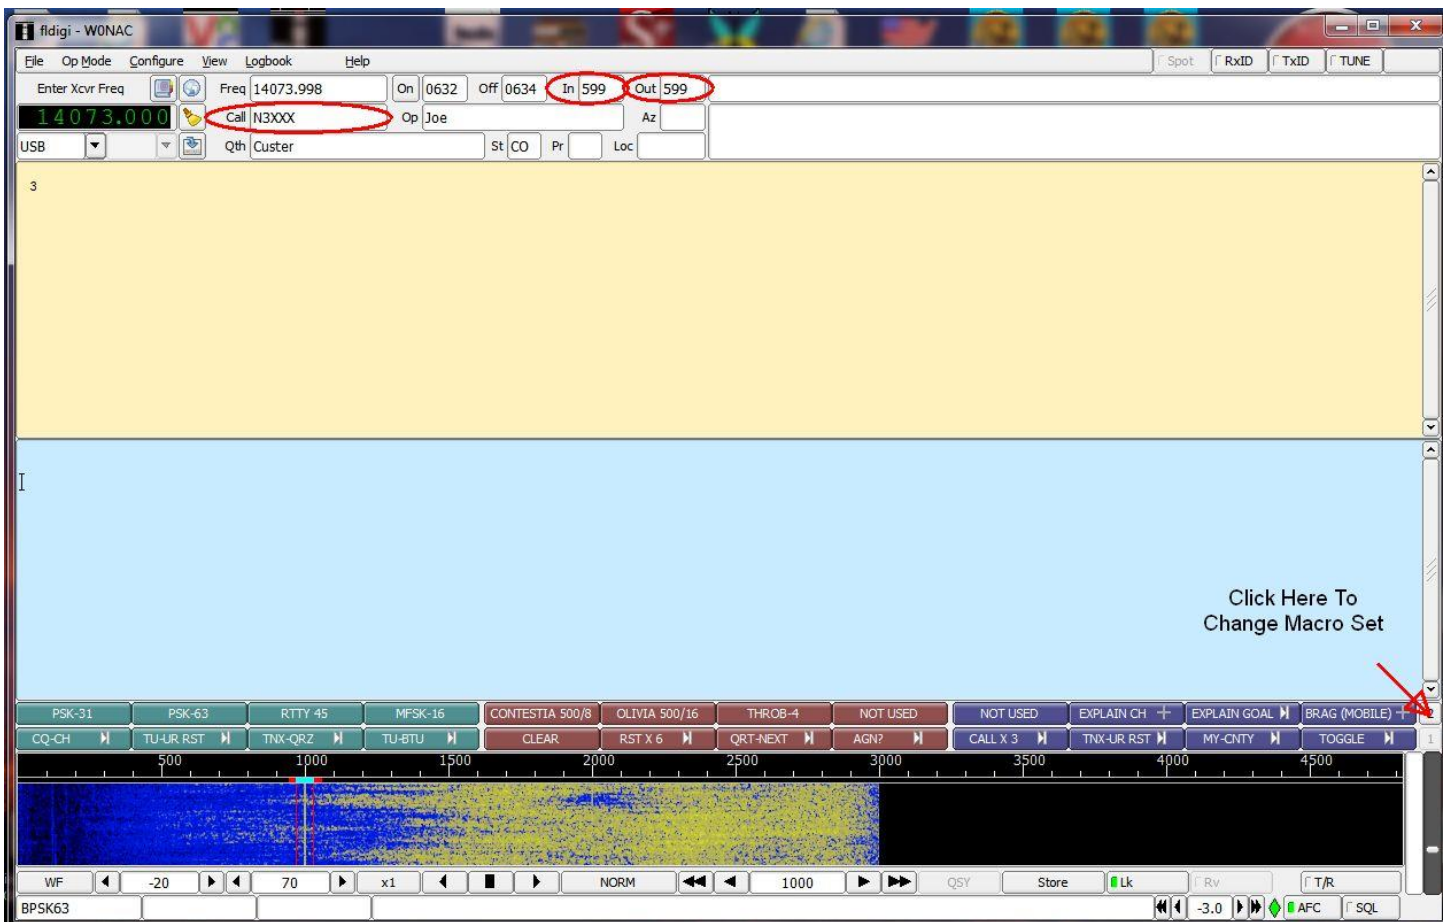 fldigi - W0NAC
File Op Mode Configure View Logbook Help Spot RxID TxID TUNE
Enter Xcvr Freq Freq 14073.998 On 0632 Off 0634 In 599 Out 599
14073.000 Call N3XXX Op Joe Az
USB Qth Custer St CO Pr Loc
3
Click Here To
Change Macro Set
PSK-31 PSK-63 RTTY 45 MFSK-16 CONTESTIA 500/8 OLIVIA 500/16 THROB-4 NOT USED NOT USED EXPLAIN CH EXPLAIN GOAL BRAG (MOBILE) 2
CQ-CH TU-UR RST TNX-QRZ TU-BTU CLEAR RST X 6 QRT-NEXT AGN? CALL X 3 TNX-UR RST MY-CNTY TOGGLE 1
500 1000 1500 2000 2500 3000 3500 4000 4500
WF -20 70 x1 NORM 1000 QSY Store Lk Rv T/R
BPSK63 -3.0 AFC SQL